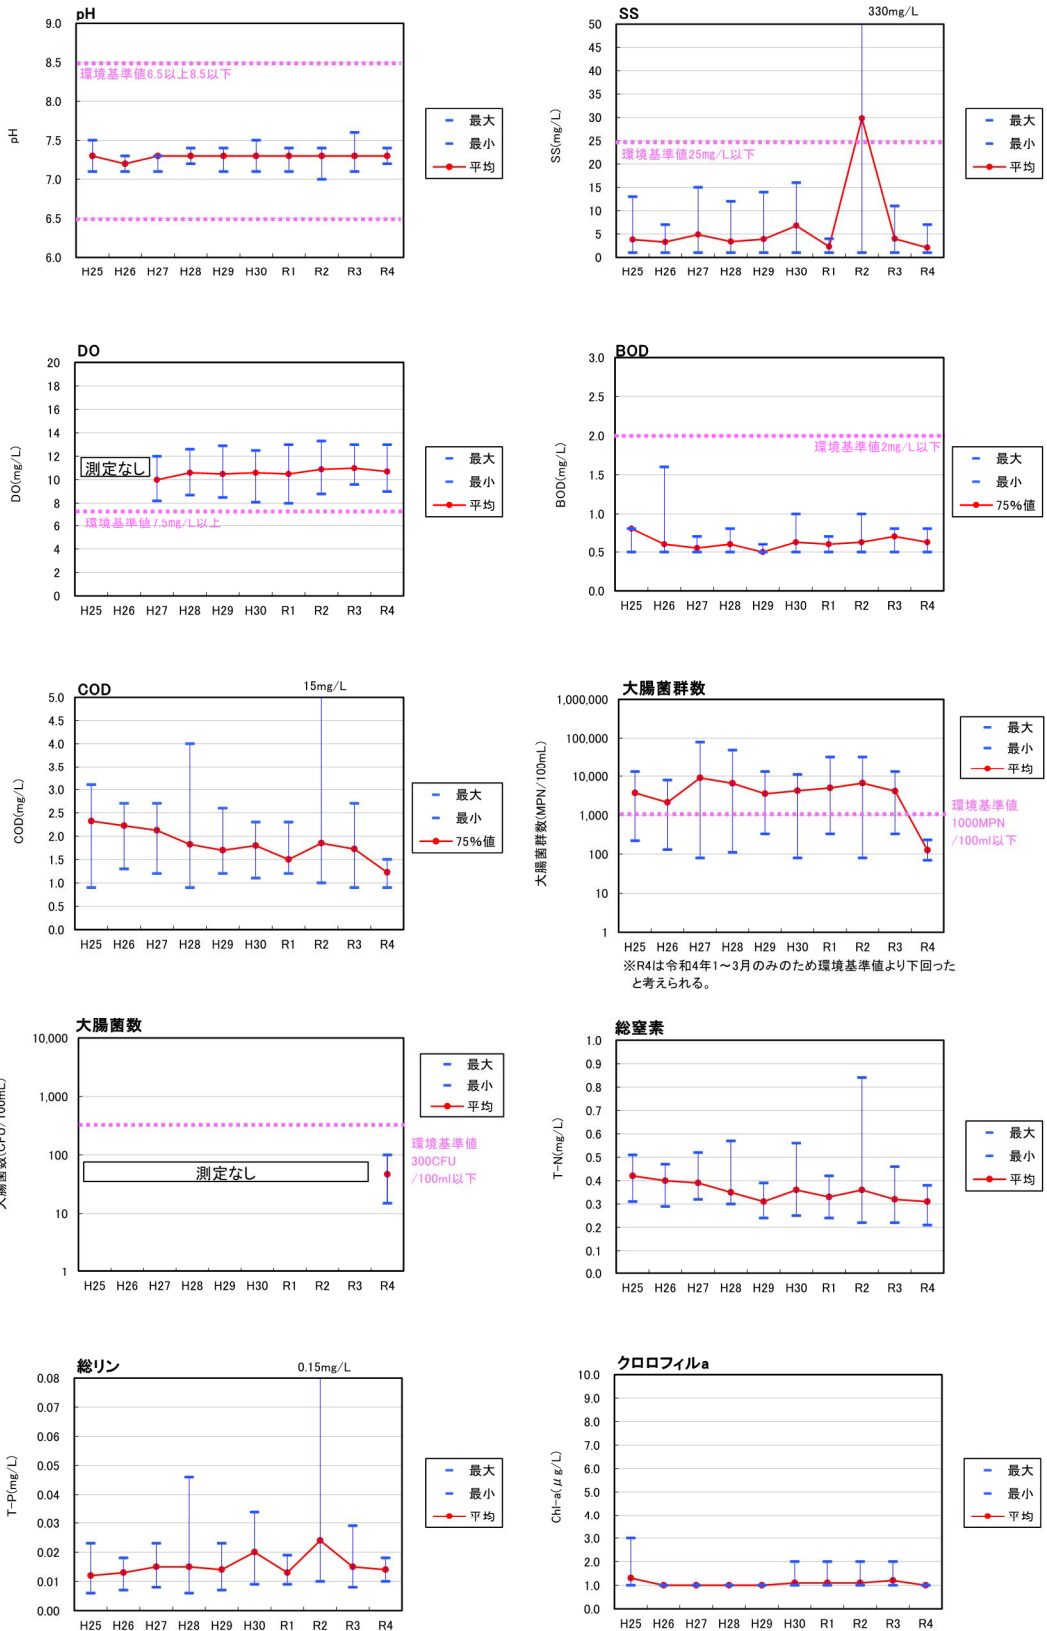 pH
9.0
8.5
8.0
7.5
7.0
6.5
6.0
pH
環境基準値6.5以上8.5以下
H25 H26 H27 H28 H29 H30 R1 R2 R3 R4
最大
最小
平均
SS
330mg/L
50
45
40
35
30
25
20
15
10
5
0
SS(mg/L)
環境基準値25mg/L以下
H25 H26 H27 H28 H29 H30 R1 R2 R3 R4
最大
最小
平均
DO
20
18
16
14
12
10
8
6
4
2
0
DO(mg/L)
測定なし
環境基準値7.5mg/L以上
H25 H26 H27 H28 H29 H30 R1 R2 R3 R4
最大
最小
平均
BOD
3.0
2.5
2.0
1.5
1.0
0.5
0.0
BOD(mg/L)
環境基準値2mg/L以下
H25 H26 H27 H28 H29 H30 R1 R2 R3 R4
最大
最小
75%値
COD
15mg/L
5.0
4.5
4.0
3.5
3.0
2.5
2.0
1.5
1.0
0.5
0.0
COD(mg/L)
H25 H26 H27 H28 H29 H30 R1 R2 R3 R4
最大
最小
75%値
大腸菌群数
1,000,000
100,000
10,000
1,000
100
10
1
大腸菌群数(MPN/100mL)
H25 H26 H27 H28 H29 H30 R1 R2 R3 R4
最大
最小
平均
環境基準値
1000MPN
/100ml以下
※R4は令和4年1～3月のみのため環境基準値より下回った
と考えられる。
大腸菌数
10,000
1,000
100
10
1
大腸菌数(CFU/100mL)
測定なし
H25 H26 H27 H28 H29 H30 R1 R2 R3 R4
最大
最小
平均
環境基準値
300CFU
/100ml以下
総窒素
1.0
0.9
0.8
0.7
0.6
0.5
0.4
0.3
0.2
0.1
0.0
T-N(mg/L)
H25 H26 H27 H28 H29 H30 R1 R2 R3 R4
最大
最小
平均
総リン
0.15mg/L
0.08
0.07
0.06
0.05
0.04
0.03
0.02
0.01
0.00
T-P(mg/L)
H25 H26 H27 H28 H29 H30 R1 R2 R3 R4
最大
最小
平均
クロロフィルa
10.0
9.0
8.0
7.0
6.0
5.0
4.0
3.0
2.0
1.0
0.0
Chl-a(μg/L)
H25 H26 H27 H28 H29 H30 R1 R2 R3 R4
最大
最小
平均